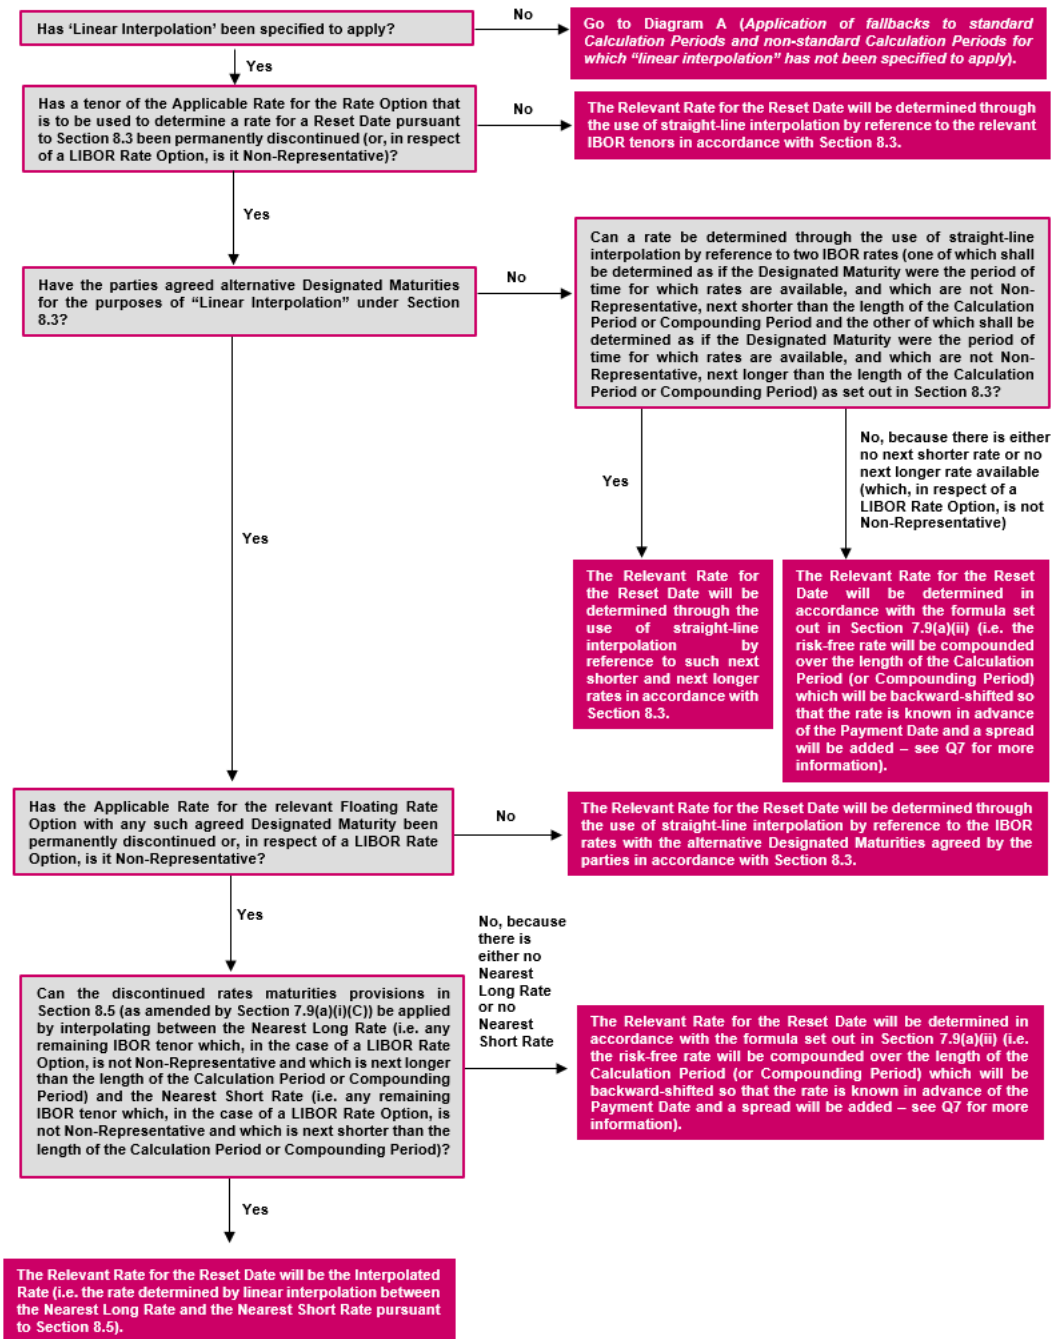 Has ‘Linear Interpolation’ been specified to apply?
No
Go to Diagram A (Application of fallbacks to standard
Calculation Periods and non-standard Calculation Periods for
which “linear interpolation” has not been specified to apply).
Yes
Has a tenor of the Applicable Rate for the Rate Option that
is to be used to determine a rate for a Reset Date pursuant
to Section 8.3 been permanently discontinued (or, in respect
of a LIBOR Rate Option, is it Non-Representative)?
No
The Relevant Rate for the Reset Date will be determined through
the use of straight-line interpolation by reference to the relevant
IBOR tenors in accordance with Section 8.3.
Yes
Have the parties agreed alternative Designated Maturities
for the purposes of “Linear Interpolation” under Section
8.3?
No
Can a rate be determined through the use of straight-line
interpolation by reference to two IBOR rates (one of which shall
be determined as if the Designated Maturity were the period of
time for which rates are available, and which are not Non-
Representative, next shorter than the length of the Calculation
Period or Compounding Period and the other of which shall be
determined as if the Designated Maturity were the period of
time for which rates are available, and which are not Non-
Representative, next longer than the length of the Calculation
Period or Compounding Period) as set out in Section 8.3?
Yes
No, because there is either
no next shorter rate or no
next longer rate available
(which, in respect of a
LIBOR Rate Option, is not
Non-Representative)
Yes
The Relevant Rate for
the Reset Date will be
determined through the
use of straight-line
interpolation by
reference to such next
shorter and next longer
rates in accordance with
Section 8.3.
The Relevant Rate for the Reset
Date will be determined in
accordance with the formula set
out in Section 7.9(a)(ii) (i.e. the
risk-free rate will be compounded
over the length of the Calculation
Period (or Compounding Period)
which will be backward-shifted so
that the rate is known in advance
of the Payment Date and a spread
will be added – see Q7 for more
information).
Has the Applicable Rate for the relevant Floating Rate
Option with any such agreed Designated Maturity been
permanently discontinued or, in respect of a LIBOR Rate
Option, is it Non-Representative?
No
The Relevant Rate for the Reset Date will be determined through
the use of straight-line interpolation by reference to the IBOR
rates with the alternative Designated Maturities agreed by the
parties in accordance with Section 8.3.
Yes
No, because
there is
either no
Nearest
Long Rate
or no
Nearest
Short Rate
Can the discontinued rates maturities provisions in
Section 8.5 (as amended by Section 7.9(a)(i)(C)) be applied
by interpolating between the Nearest Long Rate (i.e. any
remaining IBOR tenor which, in the case of a LIBOR Rate
Option, is not Non-Representative and which is next longer
than the length of the Calculation Period or Compounding
Period) and the Nearest Short Rate (i.e. any remaining
IBOR tenor which, in the case of a LIBOR Rate Option, is
not Non-Representative and which is next shorter than the
length of the Calculation Period or Compounding Period)?
The Relevant Rate for the Reset Date will be determined in
accordance with the formula set out in Section 7.9(a)(ii) (i.e.
the risk-free rate will be compounded over the length of the
Calculation Period (or Compounding Period) which will be
backward-shifted so that the rate is known in advance of the
Payment Date and a spread will be added – see Q7 for more
information).
Yes
The Relevant Rate for the Reset Date will be the Interpolated
Rate (i.e. the rate determined by linear interpolation between
the Nearest Long Rate and the Nearest Short Rate pursuant
to Section 8.5).